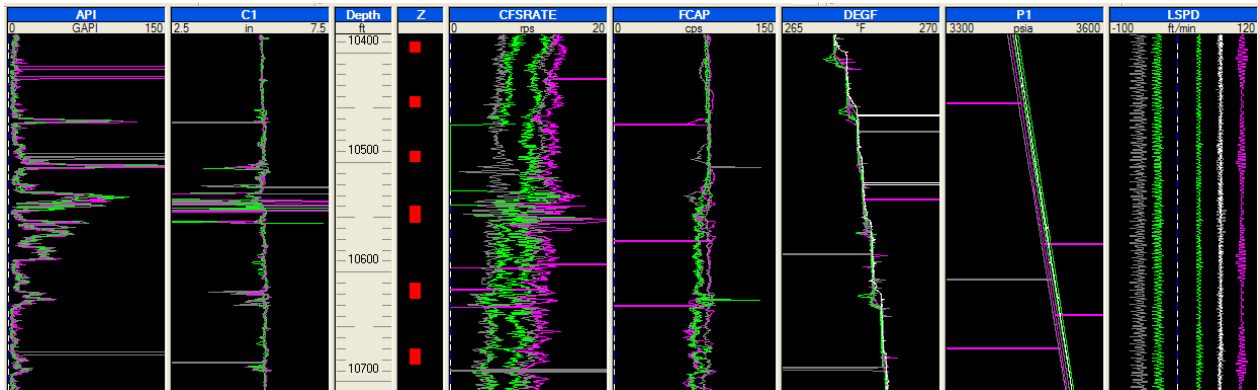 API C1 Depth Z CFSRATE FCAP DEGF P1 LSPD
0 GAPI 150 2.5 in 7.5 ft 0 rps 20 0 cps 150 265 °F 270 3300 psia 3600 -100 ft/min 120
10400
10500
10600
10700